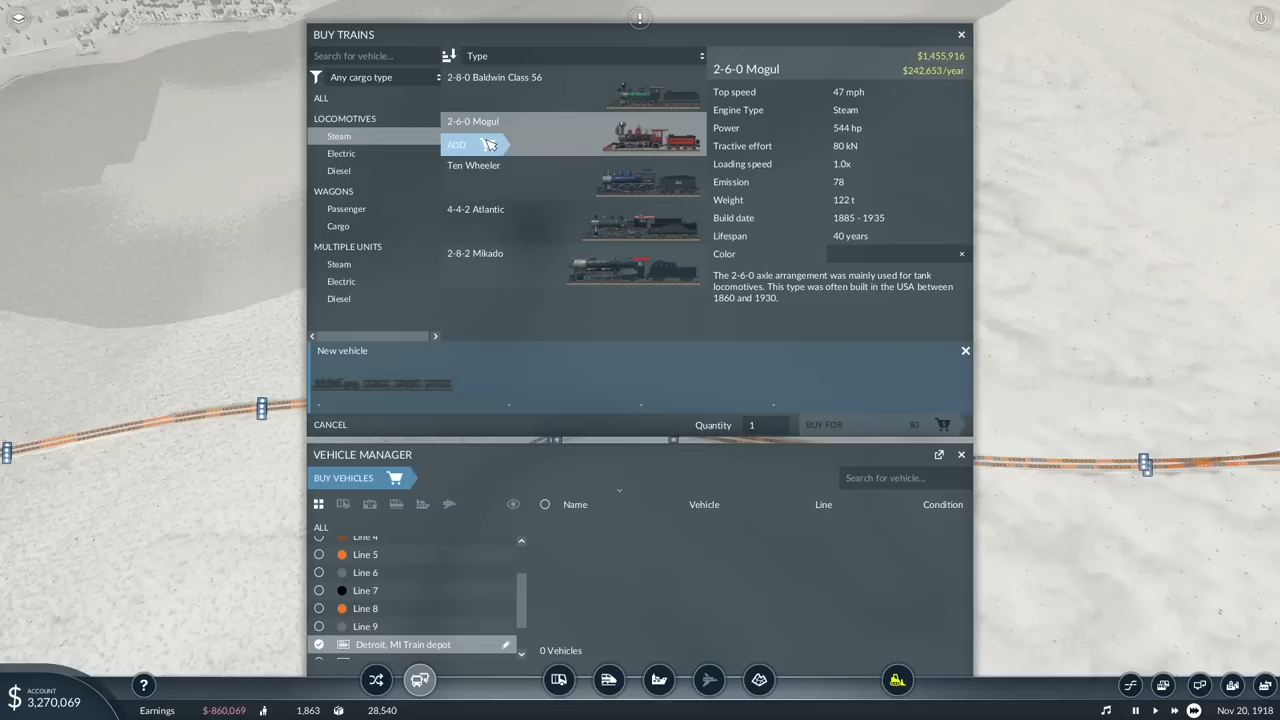 BUY TRAINS
Search for vehicle...
Type
Any cargo type
ALL
LOCOMOTIVES
Steam
Electric
Diesel
WAGONS
Passenger
Cargo
MULTIPLE UNITS
Steam
Electric
Diesel
2-8-0 Baldwin Class 56
2-6-0 Mogul
ADD
Ten Wheeler
4-4-2 Atlantic
2-8-2 Mikado
$1,455,916
2-6-0 Mogul
$242,653/year
Top speed 47 mph
Engine Type Steam
Power 544 hp
Tractive effort 80 kN
Loading speed 1.0x
Emission 78
Weight 122 t
Build date 1885 - 1935
Lifespan 40 years
Color
The 2-6-0 axle arrangement was mainly used for tank
locomotives. This type was often built in the USA between
1860 and 1930.
New vehicle
- - - -
CANCEL
Quantity 1
BUY FOR $0
VEHICLE MANAGER
BUY VEHICLES
Search for vehicle...
Name Vehicle Line Condition
ALL
Line 4
Line 5
Line 6
Line 7
Line 8
Line 9
Detroit, MI Train depot
0 Vehicles
$ ACCOUNT
3,270,069
?
Earnings $-860,069 1,863 28,540
Nov 20, 1918